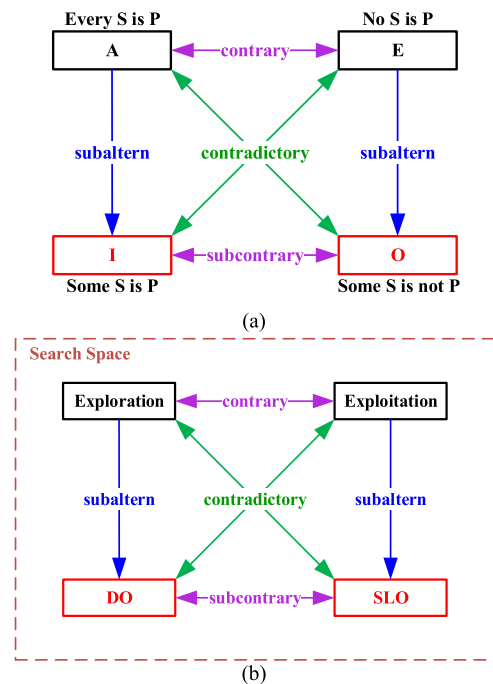 Every S is P
No S is P
A
contrary
E
subaltern
contradictory
subaltern
I
subcontrary
O
Some S is P
Some S is not P
(a)
Search Space
Exploration
contrary
Exploitation
subaltern
contradictory
subaltern
DO
subcontrary
SLO
(b)